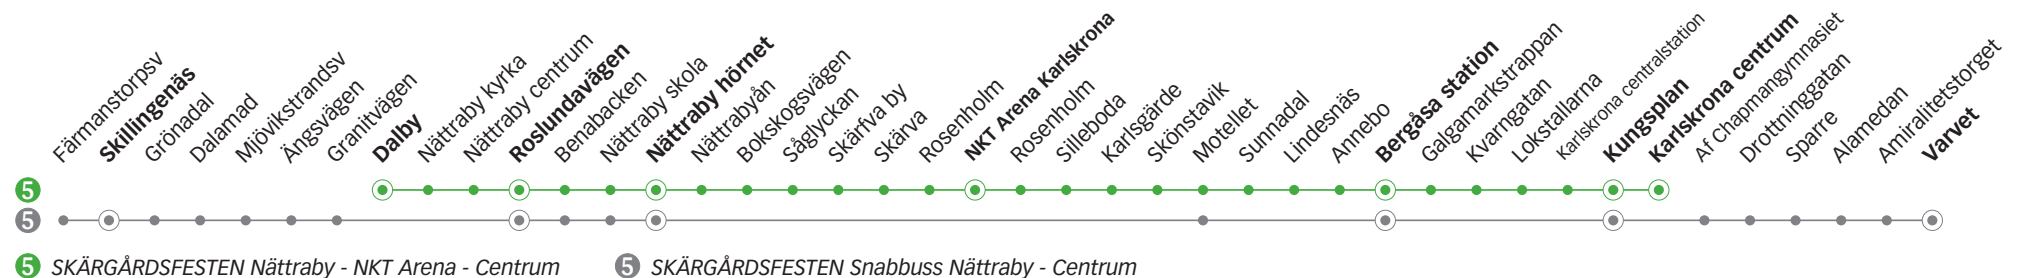 Färmanstorpsv
Skillingenäs
Grönadal
Dalamad
Mjövikstrandsv
Ängsvägen
Granitvägen
Dalby
Nättraby kyrka
Nättraby centrum
Roslundavägen
Benabacken
Nättraby skola
Nättraby hörnet
Nättrabyån
Bokskogsvägen
Såglyckan
Skärfva by
Skärva
Rosenholm
NKT Arena Karlskrona
Rosenholm
Silleboda
Karlsgärde
Skönstavik
Motellet
Sunnadal
Lindesnäs
Annebo
Bergåsa station
Galgamarkstrappan
Kvarngatan
Lokstallarna
Karlskrona centralstation
Kungsplan
Karlskrona centrum
Af Chapmangymnasiet
Drottninggatan
Sparre
Alamedan
Amiralitetstorget
Varvet
5
5
5 SKÄRGÅRDSFESTEN Nättraby - NKT Arena - Centrum
5 SKÄRGÅRDSFESTEN Snabbuss Nättraby - Centrum